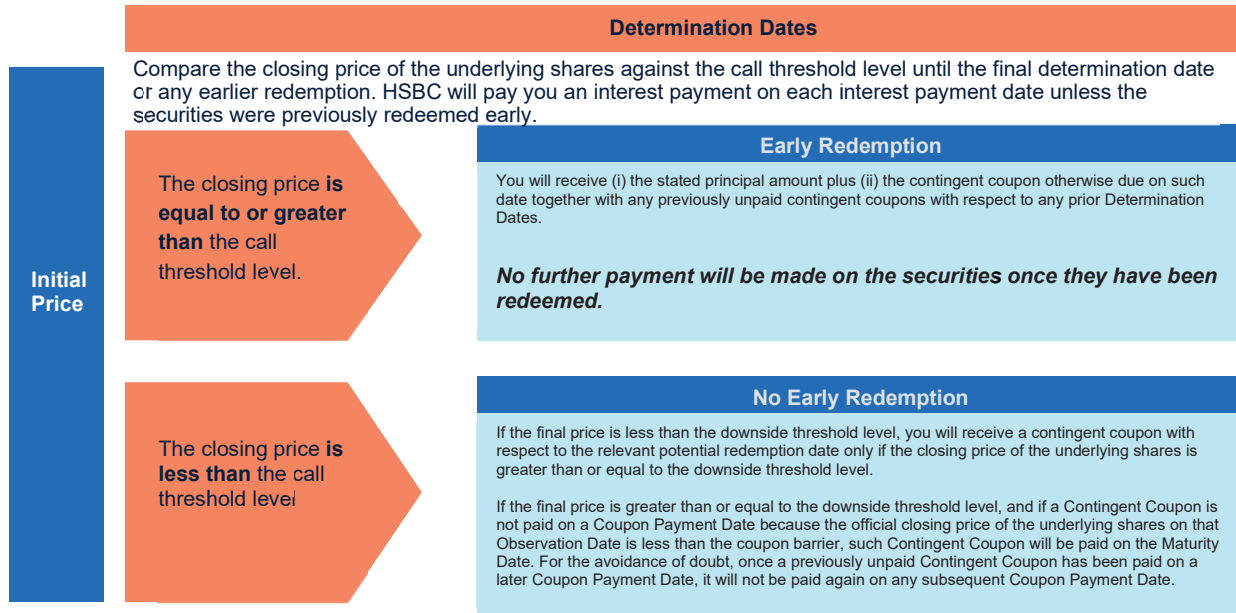 Determination Dates
Compare the closing price of the underlying shares against the call threshold level until the final determination date
or any earlier redemption. HSBC will pay you an interest payment on each interest payment date unless the
securities were previously redeemed early.
Initial
Price
The closing price is
equal to or greater
than the call
threshold level.
Early Redemption
You will receive (i) the stated principal amount plus (ii) the contingent coupon otherwise due on such
date together with any previously unpaid contingent coupons with respect to any prior Determination
Dates.
No further payment will be made on the securities once they have been
redeemed.
The closing price is
less than the call
threshold level
No Early Redemption
If the final price is less than the downside threshold level, you will receive a contingent coupon with
respect to the relevant potential redemption date only if the closing price of the underlying shares is
greater than or equal to the downside threshold level.
If the final price is greater than or equal to the downside threshold level, and if a Contingent Coupon is
not paid on a Coupon Payment Date because the official closing price of the underlying shares on that
Observation Date is less than the coupon barrier, such Contingent Coupon will be paid on the Maturity
Date. For the avoidance of doubt, once a previously unpaid Contingent Coupon has been paid on a
later Coupon Payment Date, it will not be paid again on any subsequent Coupon Payment Date.